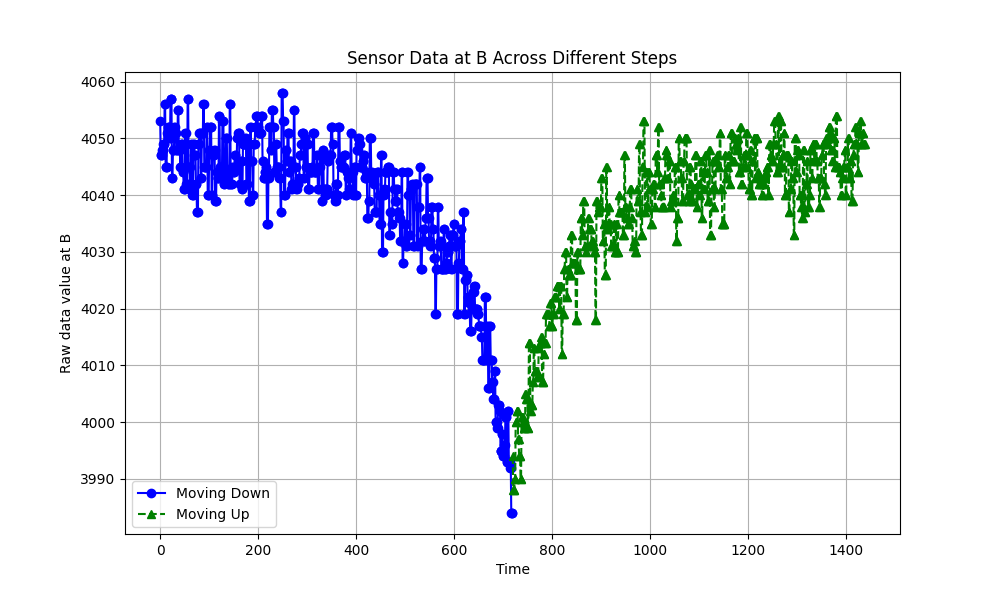 Sensor Data at B Across Different Steps
4060
4050
4040
4030
4020
4010
4000
3990
Raw data value at B
Moving Down
Moving Up
0 200 400 600 800 1000 1200 1400
Time